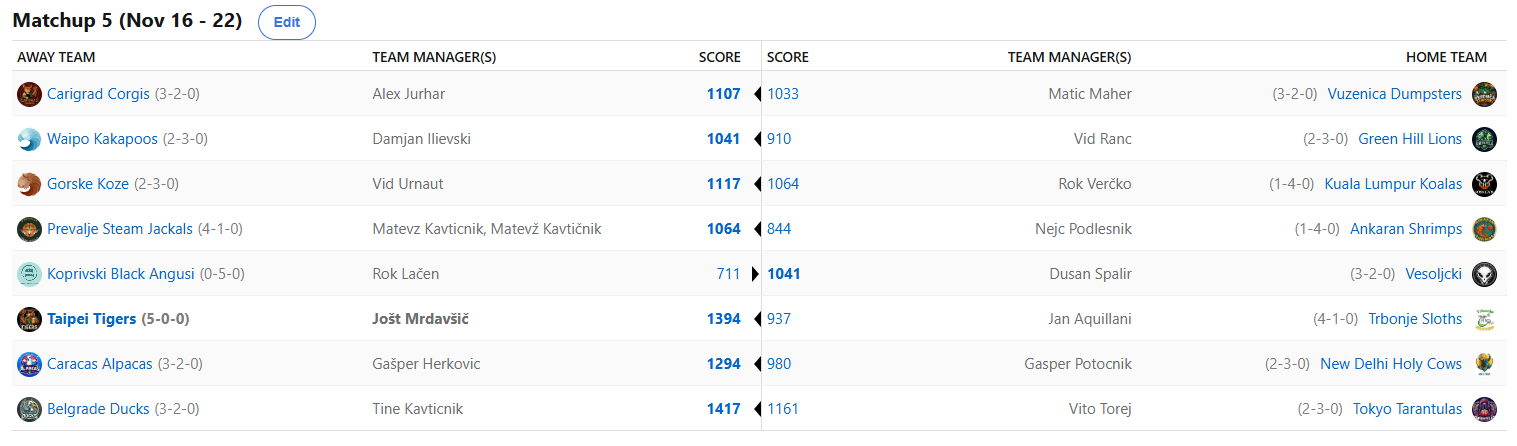 Matchup 5 (Nov 16 - 22) Edit
AWAY TEAM TEAM MANAGER(S) SCORE SCORE TEAM MANAGER(S) HOME TEAM
Carigrad Corgis (3-2-0) Alex Jurhar 1107 1033 Matic Maher (3-2-0) Vuzenica Dumpsters
Waipo Kakapoos (2-3-0) Damjan Ilievski 1041 910 Vid Ranc (2-3-0) Green Hill Lions
Gorske Koze (2-3-0) Vid Urnaut 1117 1064 Rok Verčko (1-4-0) Kuala Lumpur Koalas
Prevalje Steam Jackals (4-1-0) Matevz Kavticnik, Matevž Kavtičnik 1064 844 Nejc Podlesnik (1-4-0) Ankaran Shrimps
Koprivski Black Angusi (0-5-0) Rok Lačen 711 1041 Dusan Spalir (3-2-0) Vesoljcki
Taipei Tigers (5-0-0) Jošt Mrdavšič 1394 937 Jan Aquillani (4-1-0) Trbonje Sloths
Caracas Alpacas (3-2-0) Gašper Herkovic 1294 980 Gasper Potocnik (2-3-0) New Delhi Holy Cows
Belgrade Ducks (3-2-0) Tine Kavticnik 1417 1161 Vito Torej (2-3-0) Tokyo Tarantulas